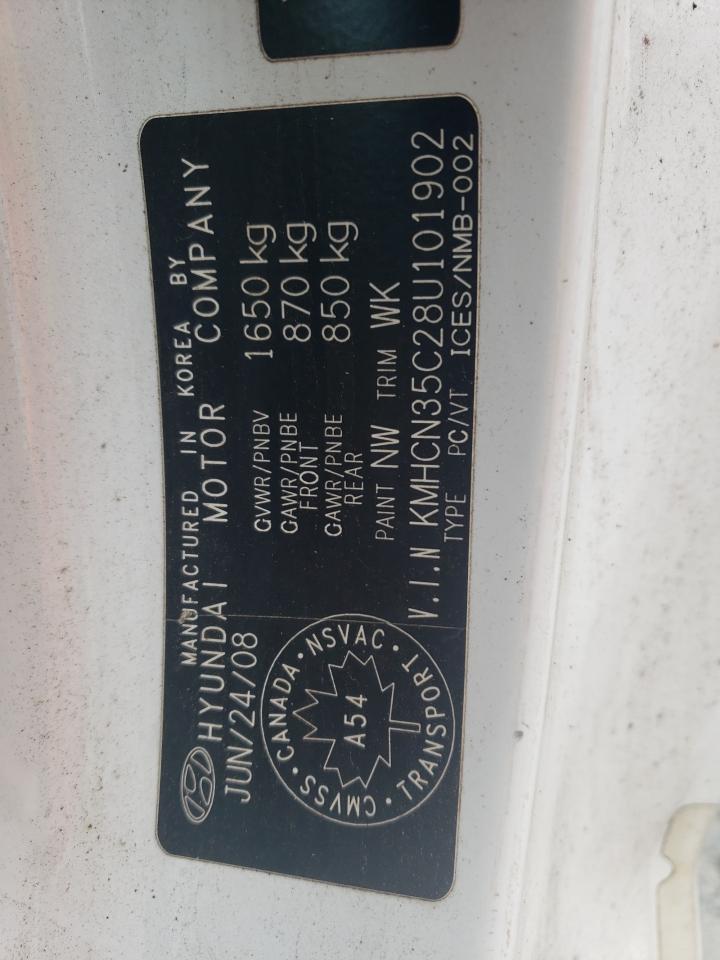 MANUFACTURED IN KOREA BY
HYUNDAI MOTOR COMPANY
JUN/24/08
GVWR/PNBV 1650 kg
GAWR/PNBE FRONT 870 kg
GAWR/PNBE REAR 850 kg
PAINT NW TRIM WK
V.I.N KMHCN35C28U101902
TYPE PC/VT ICES/NMB-002
CMVSS · CANADA · NSVAC · TRANSPORT ·
A54